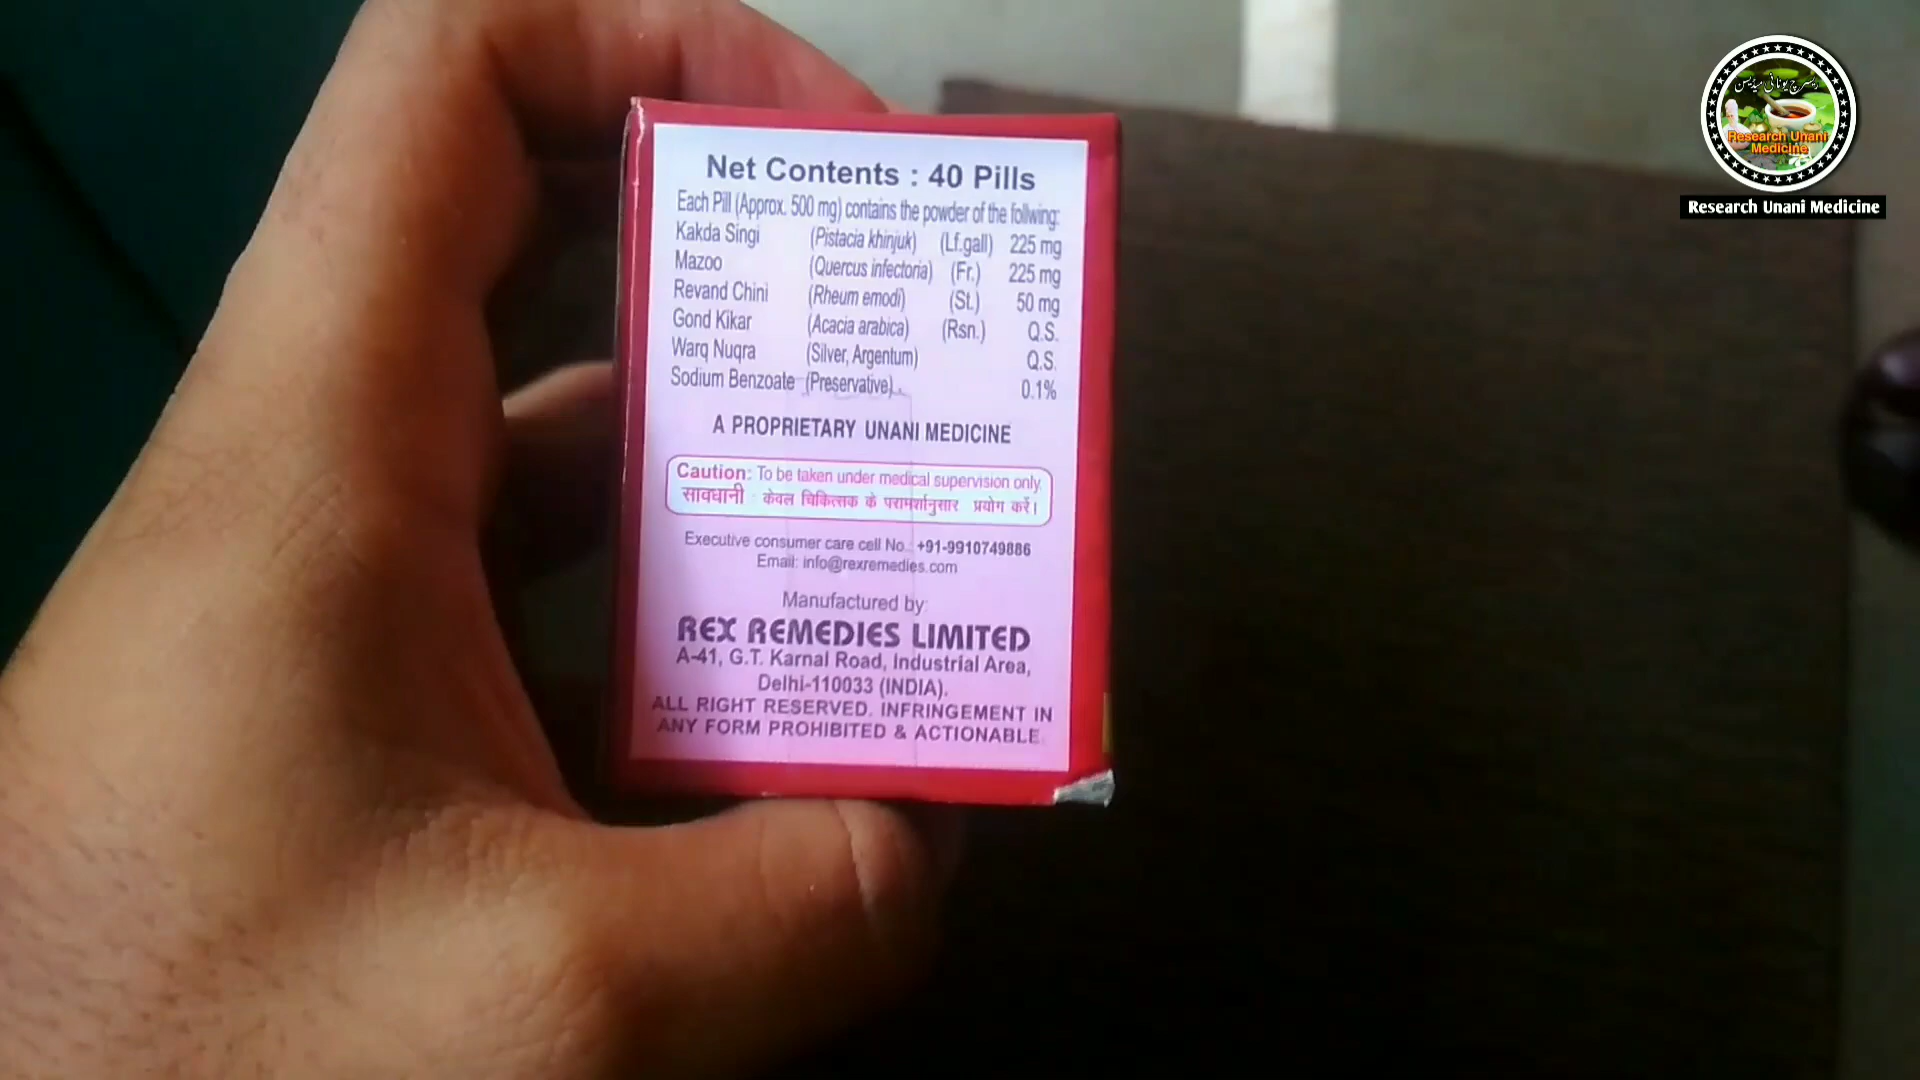 Net Contents : 40 Pills
Each Pill (Approx. 500 mg) contains the powder of the follwing:
Kakda Singi (Pistacia khinjuk) (Lf.gall) 225 mg
Mazoo (Quercus infectoria) (Fr.) 225 mg
Revand Chini (Rheum emodi) (St.) 50 mg
Gond Kikar (Acacia arabica) (Rsn.) Q.S.
Warq Nuqra (Silver, Argentum) Q.S.
Sodium Benzoate (Preservative) 0.1%
A PROPRIETARY UNANI MEDICINE
Caution: To be taken under medical supervision only.
सावधानी केवल चिकित्सक के परामर्शानुसार प्रयोग करें।
Executive consumer care cell No.: +91-9910749886
Email: info@rexremedies.com
Manufactured by:
REX REMEDIES LIMITED
A-41, G.T. Karnal Road, Industrial Area,
Delhi-110033 (INDIA).
ALL RIGHT RESERVED. INFRINGEMENT IN
ANY FORM PROHIBITED & ACTIONABLE.
ریسرچ یونانی میڈیسن
Research Unani
Medicine
Research Unani Medicine